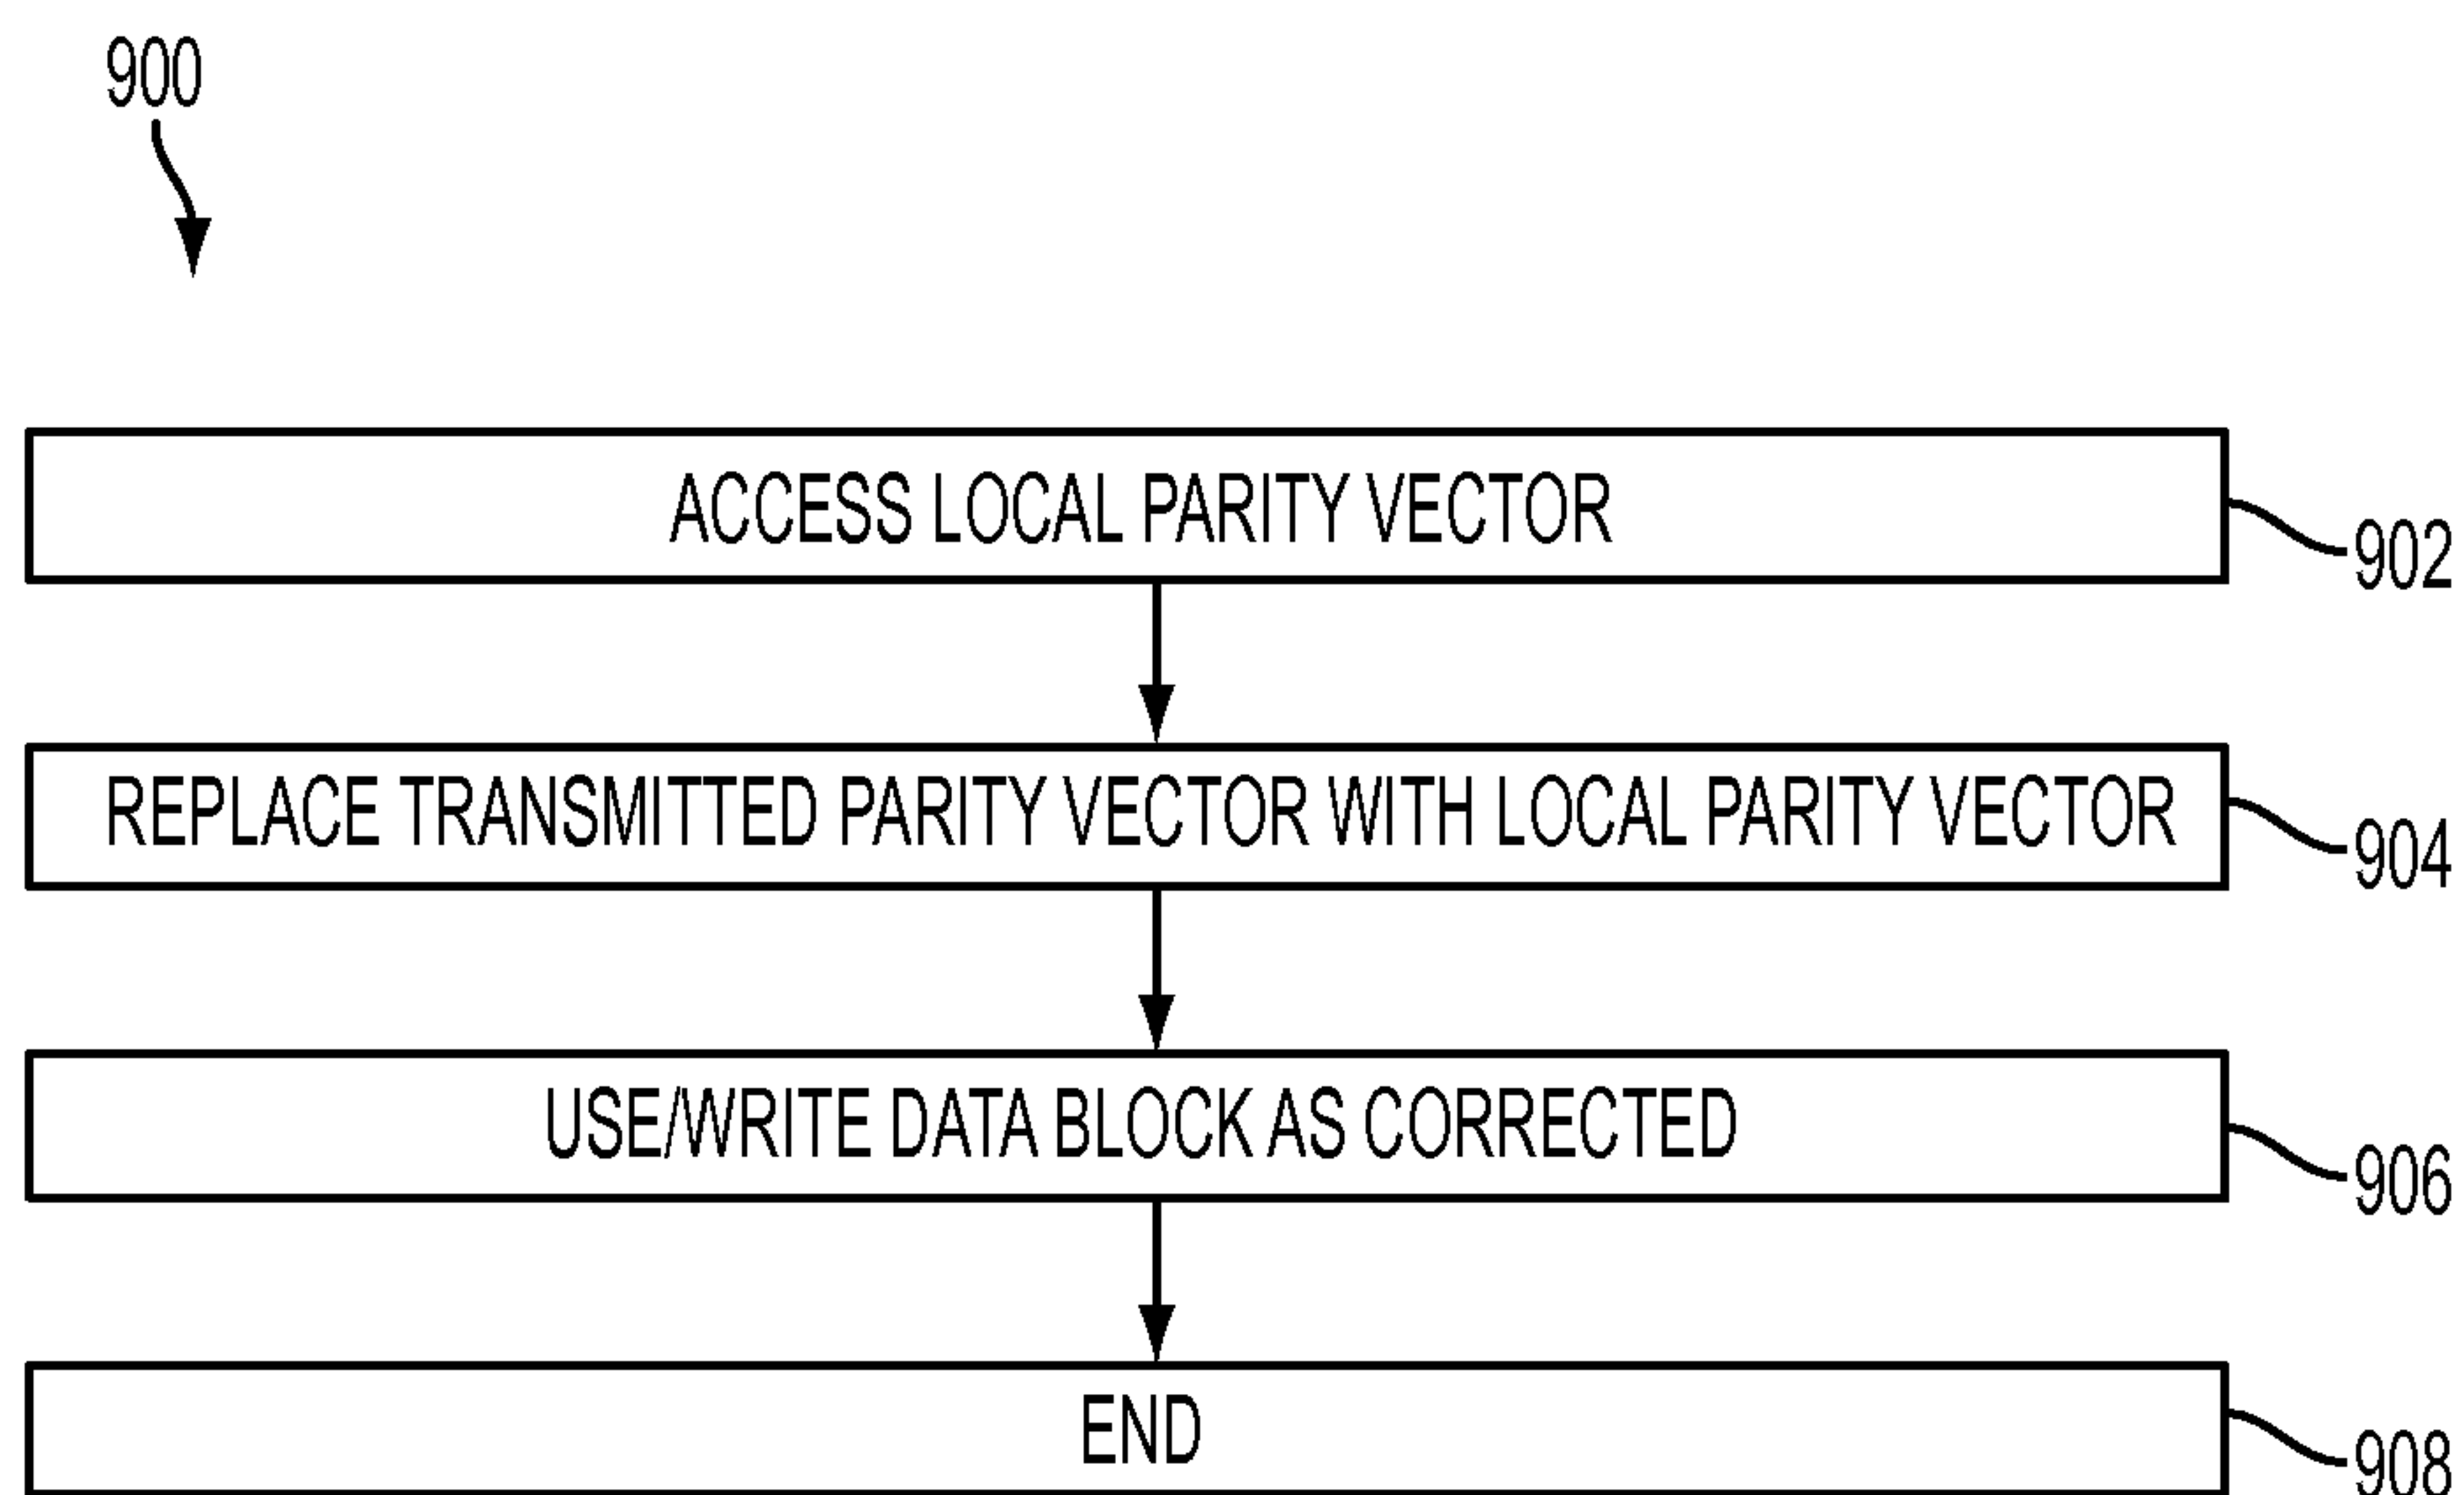 900
ACCESS LOCAL PARITY VECTOR
902
REPLACE TRANSMITTED PARITY VECTOR WITH LOCAL PARITY VECTOR
904
USE/WRITE DATA BLOCK AS CORRECTED
906
END
908